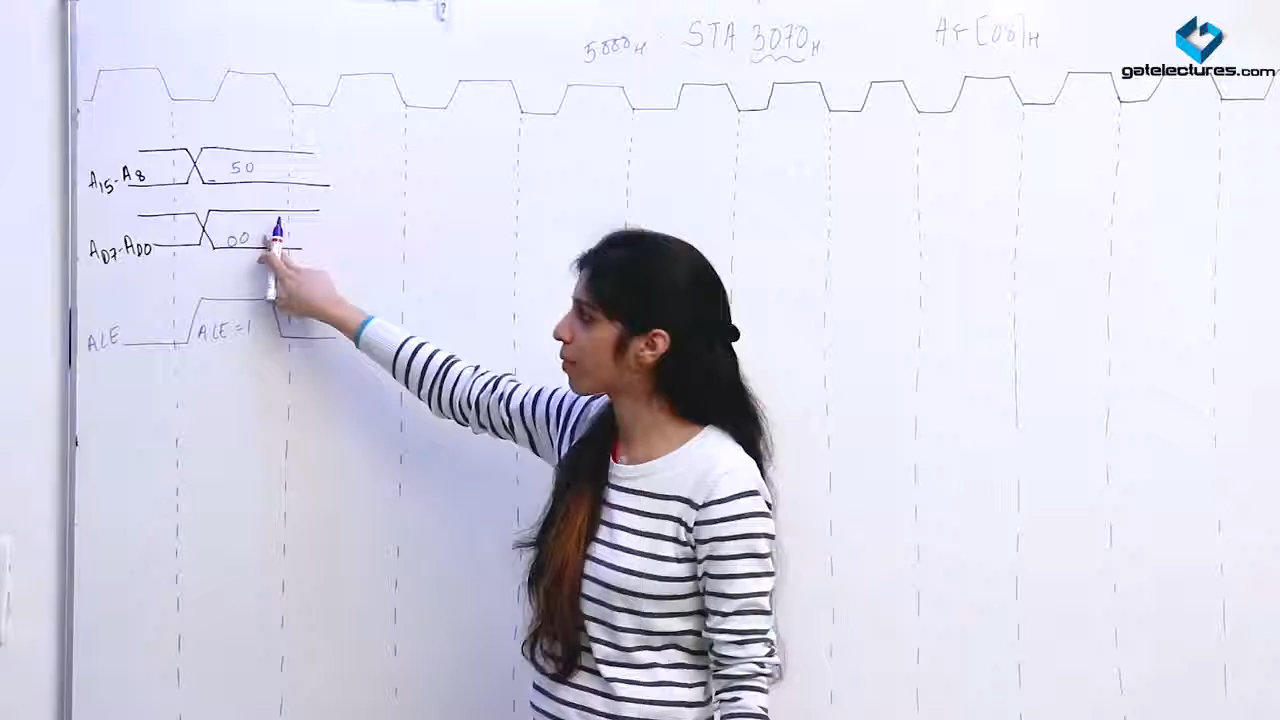 5000H STA 3070H A← [08]H
gatelectures.com
A15-A8 50
AD7-AD0 00
ALE ALE=1